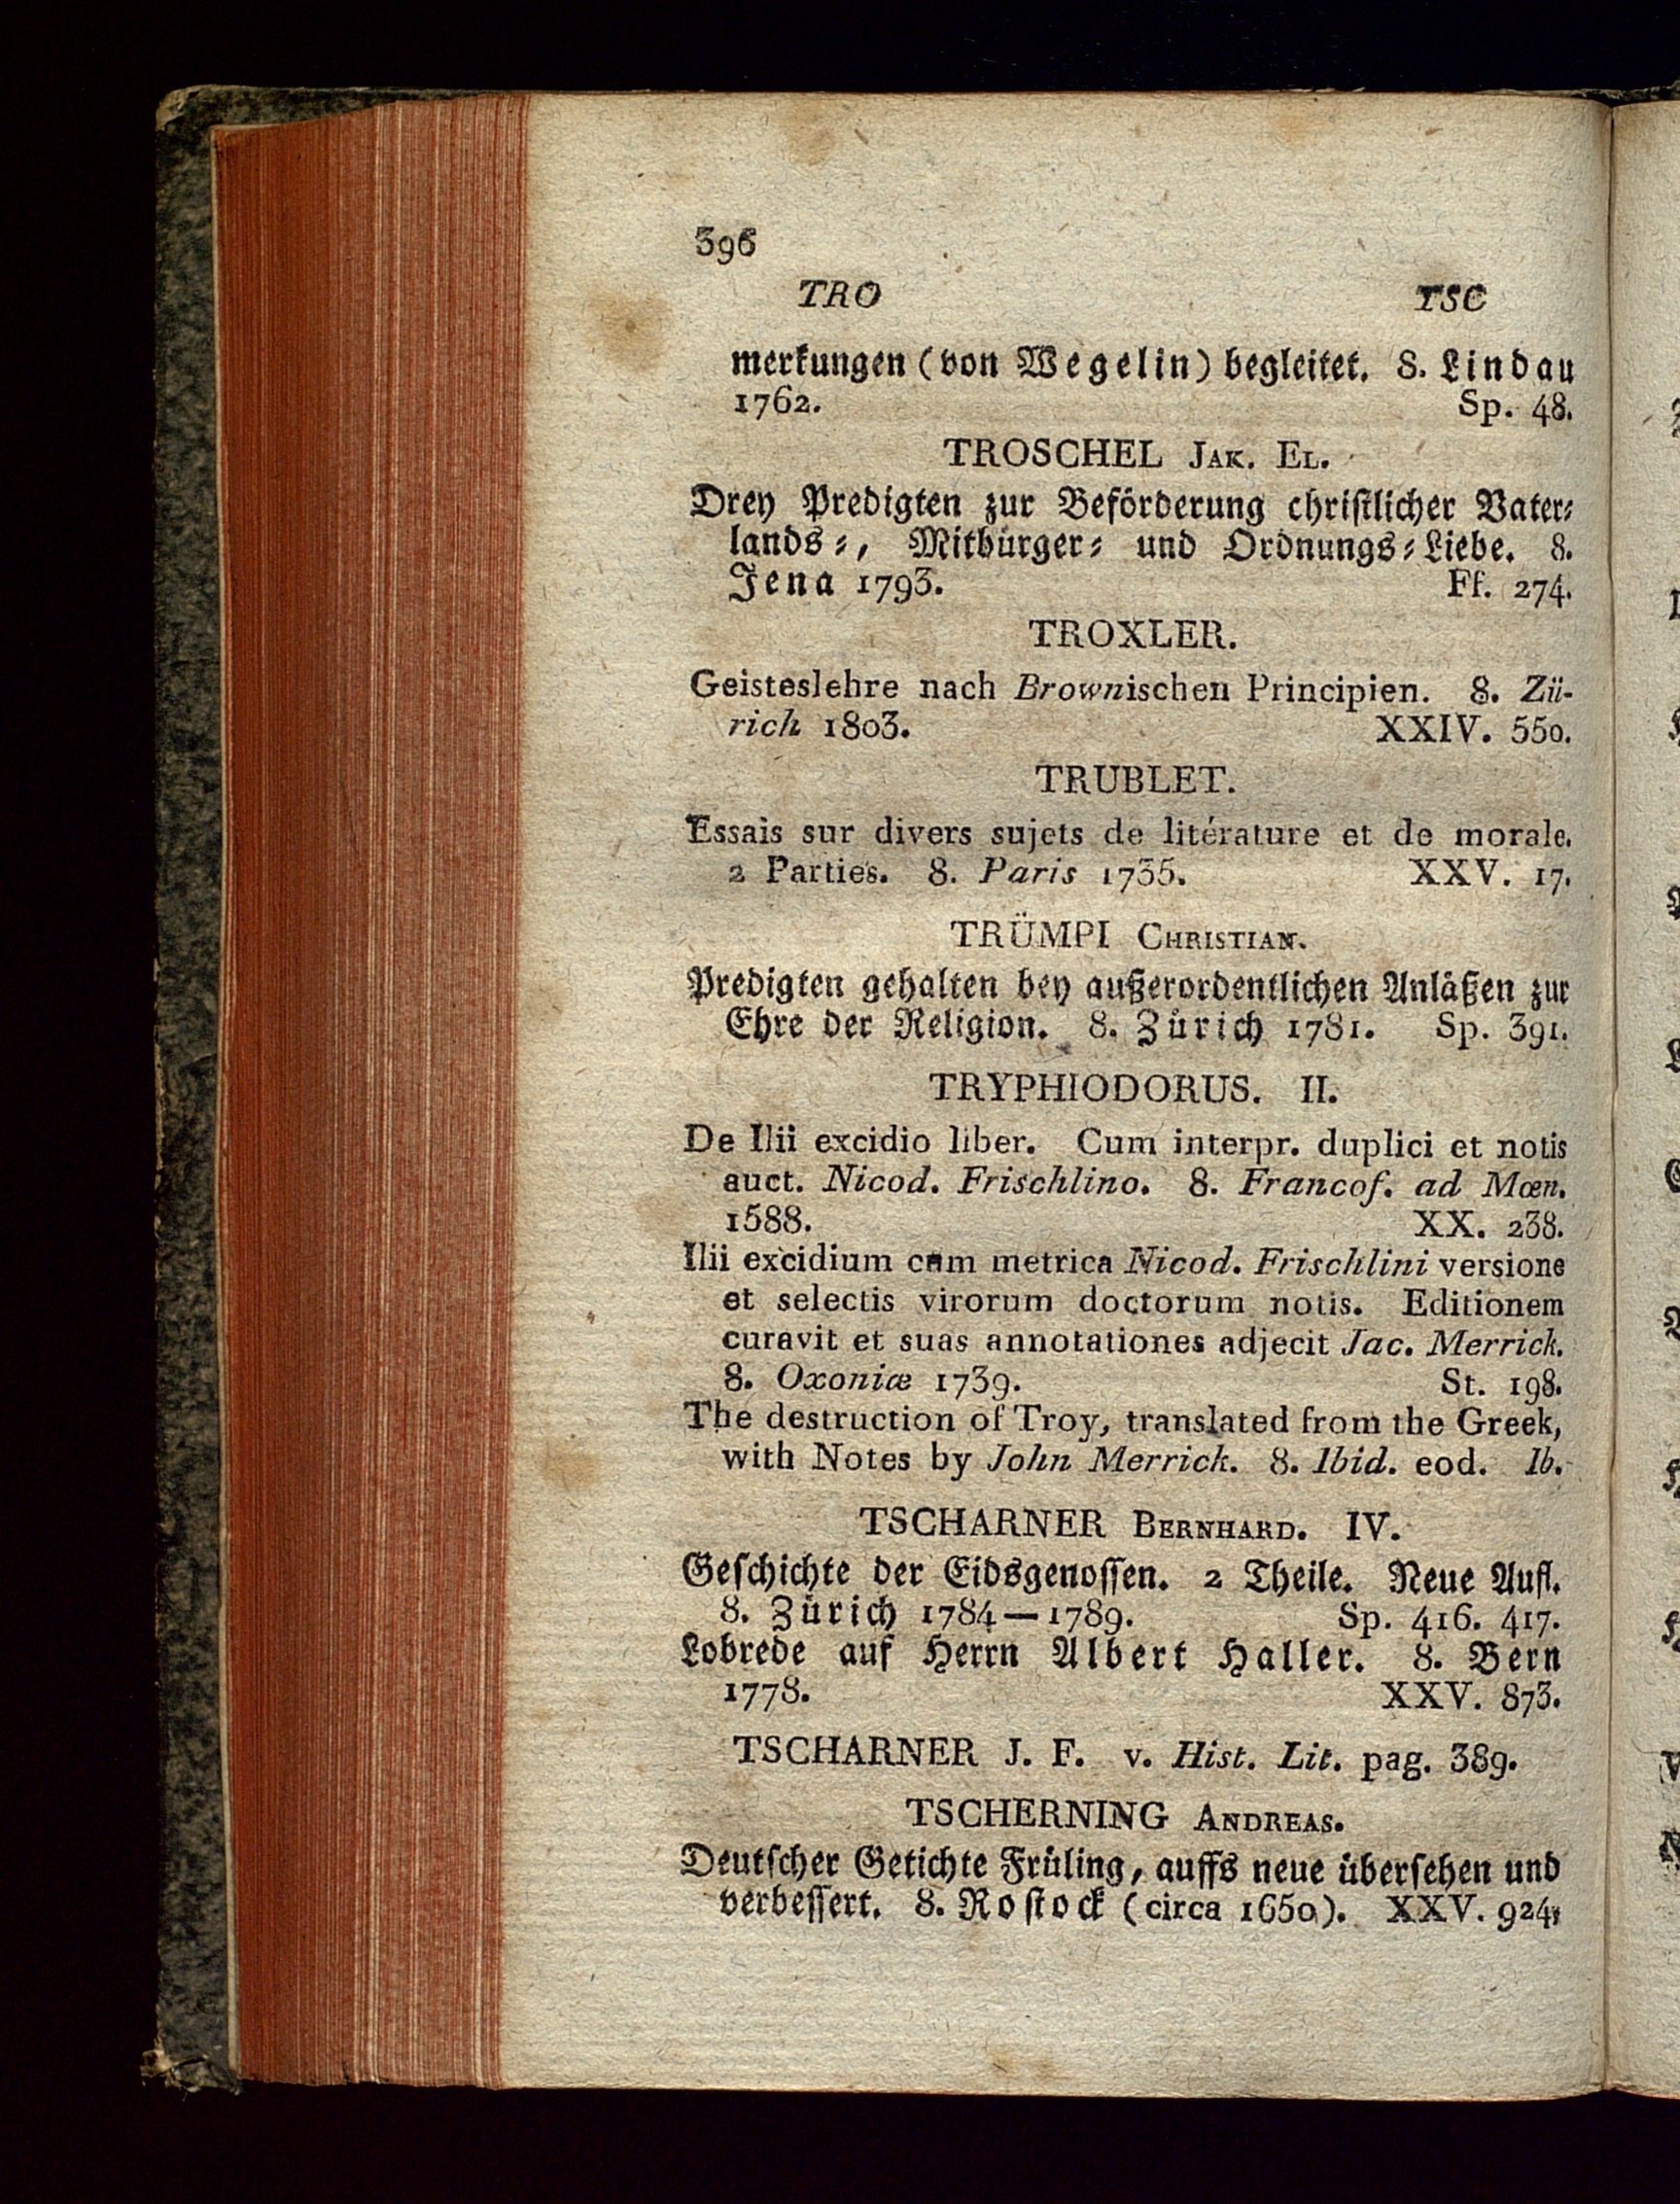 396
TRO TSC
merkungen (von Wegelin) begleitet. 8. Lindau
1762. Sp. 48.
TROSCHEL JAK. EL.
Drey Predigten zur Beförderung christlicher Vater-
lands-, Mitbürger- und Ordnungs-Liebe. 8.
Jena 1793. Ff. 274.
TROXLER.
Geisteslehre nach Brownischen Principien. 8. Zü-
rich 1803. XXIV. 550.
TRUBLET.
Essais sur divers sujets de litérature et de morale.
2 Parties. 8. Paris 1735. XXV. 17.
TRÜMPI CHRISTIAN.
Predigten gehalten bey außerordentlichen Anläßen zur
Ehre der Religion. 8. Zürich 1781. Sp. 391.
TRYPHIODORUS. II.
De Ilii excidio liber. Cum interpr. duplici et notis
auct. Nicod. Frischlino. 8. Francof. ad Mœn.
1588. XX. 238.
Ilii excidium cum metrica Nicod. Frischlini versione
et selectis virorum doctorum notis. Editionem
curavit et suas annotationes adjecit Jac. Merrick.
8. Oxoniæ 1739. St. 198.
The destruction of Troy, translated from the Greek,
with Notes by John Merrick. 8. Ibid. eod. Ib.
TSCHARNER BERNHARD. IV.
Geschichte der Eidsgenossen. 2 Theile. Neue Aufl.
8. Zürich 1784—1789. Sp. 416. 417.
Lobrede auf Herrn Albert Haller. 8. Bern
1778. XXV. 873.
TSCHARNER J. F. v. Hist. Lit. pag. 389.
TSCHERNING ANDREAS.
Deutscher Getichte Früling, auffs neue übersehen und
verbessert. 8. Rostock (circa 1650). XXV. 924.